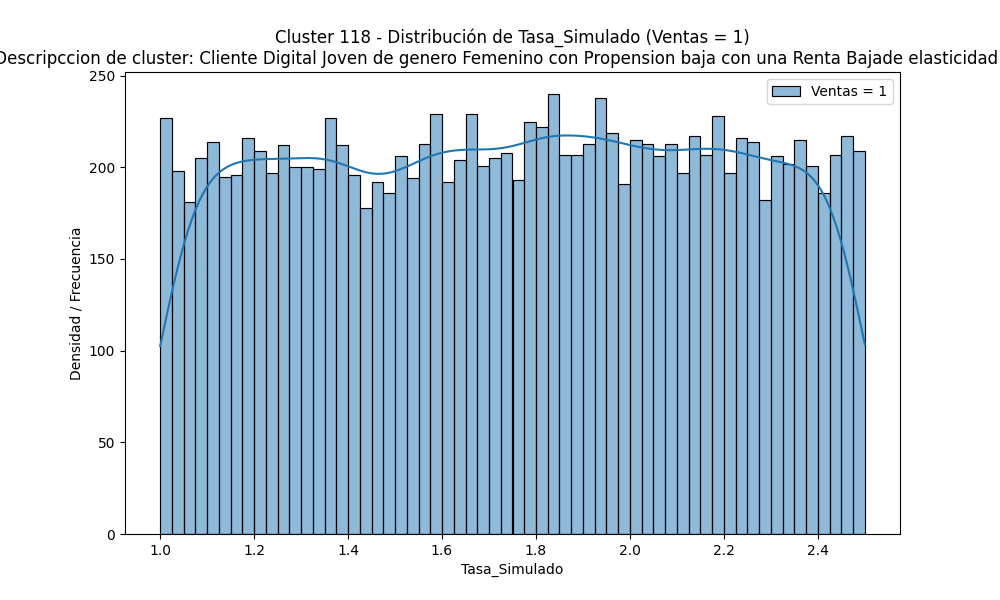 Cluster 118 - Distribución de Tasa_Simulado (Ventas = 1)
Descripccion de cluster: Cliente Digital Joven de genero Femenino con Propension baja con una Renta Bajade elasticidad
Ventas = 1
250
200
150
100
50
0
Densidad / Frecuencia
1.0 1.2 1.4 1.6 1.8 2.0 2.2 2.4
Tasa_Simulado